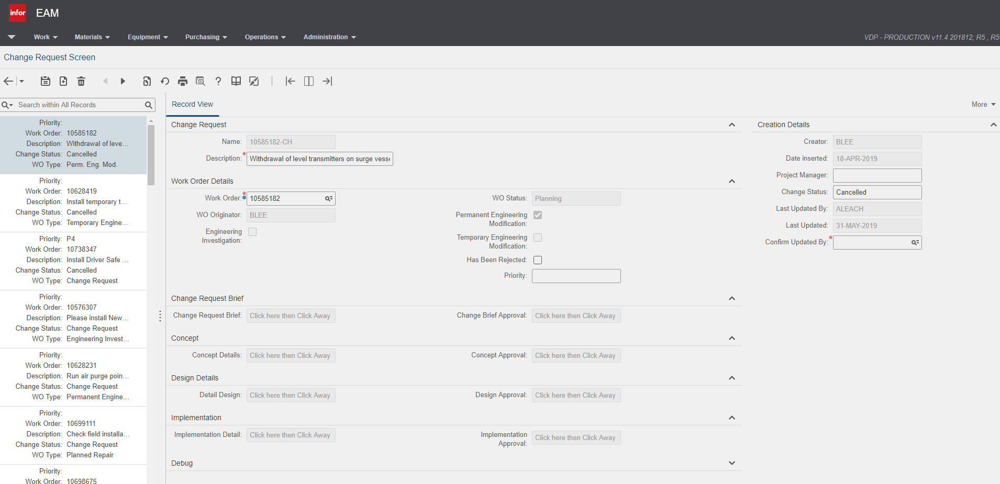 infor EAM
Work Materials Equipment Purchasing Operations Administration VDP - PRODUCTION v11.4 201812; R5 , R5
Change Request Screen
?
Search within All Records
Priority:
Work Order: 10585182
Description: Withdrawal of leve...
Change Status: Cancelled
WO Type: Perm. Eng. Mod.
Priority:
Work Order: 10628419
Description: Install temporary t...
Change Status: Cancelled
WO Type: Temporary Engine...
Priority: P4
Work Order: 10738347
Description: Install Driver Safe ...
Change Status: Cancelled
WO Type: Change Request
Priority:
Work Order: 10576307
Description: Please install New...
Change Status: Change Request
WO Type: Engineering Invest...
Priority:
Work Order: 10628231
Description: Run air purge poin...
Change Status: Change Request
WO Type: Permanent Engine...
Priority:
Work Order: 10699111
Description: Check field installa...
Change Status: Change Request
WO Type: Planned Repair
Priority:
Work Order: 10698675
Record View More
Change Request
Name: 10585182-CH
Description:* Withdrawal of level transmitters on surge vesse
Work Order Details
Work Order:* 10585182
WO Originator: BLEE
Engineering
Investigation:
WO Status: Planning
Permanent Engineering
Modification:
Temporary Engineering
Modification:
Has Been Rejected:
Priority:
Change Request Brief
Change Request Brief: Click here then Click Away
Change Brief Approval: Click here then Click Away
Concept
Concept Details: Click here then Click Away
Concept Approval: Click here then Click Away
Design Details
Detail Design: Click here then Click Away
Design Approval: Click here then Click Away
Implementation
Implementation Detail: Click here then Click Away
Implementation
Approval: Click here then Click Away
Debug
Creation Details
Creator: BLEE
Date inserted: 18-APR-2019
Project Manager:
Change Status: Cancelled
Last Updated By: ALEACH
Last Updated: 31-MAY-2019
Confirm Updated By:*